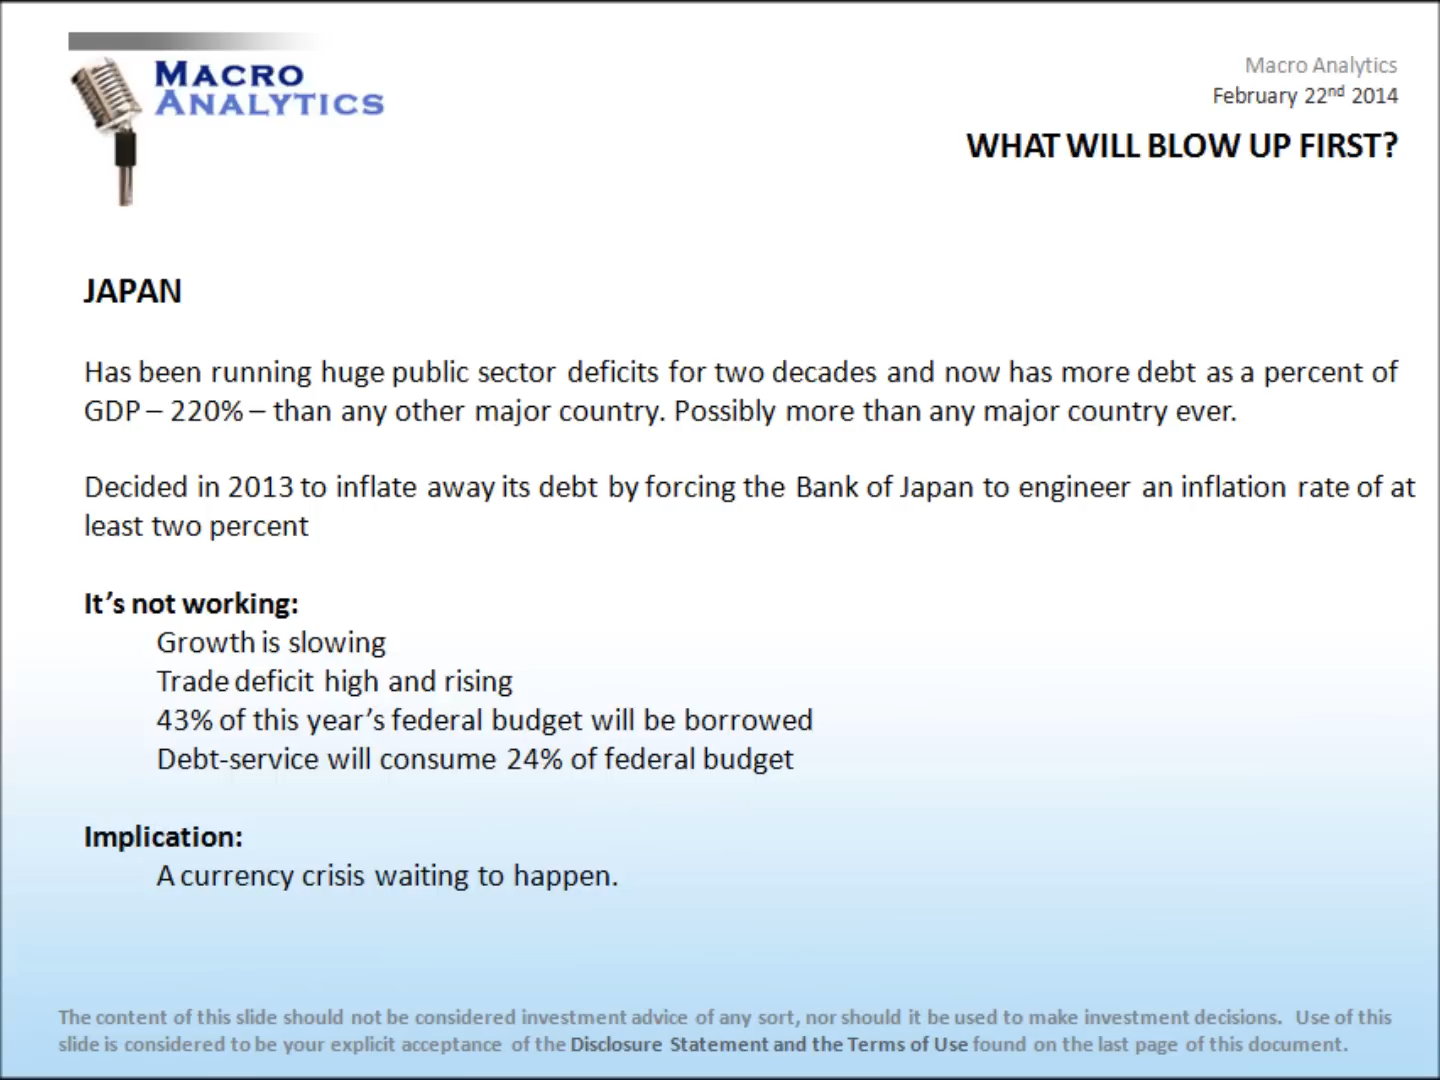 MACRO
ANALYTICS
Macro Analytics
February 22nd 2014
WHAT WILL BLOW UP FIRST?
JAPAN
Has been running huge public sector deficits for two decades and now has more debt as a percent of
GDP – 220% – than any other major country. Possibly more than any major country ever.
Decided in 2013 to inflate away its debt by forcing the Bank of Japan to engineer an inflation rate of at
least two percent
It's not working:
Growth is slowing
Trade deficit high and rising
43% of this year's federal budget will be borrowed
Debt-service will consume 24% of federal budget
Implication:
A currency crisis waiting to happen.
The content of this slide should not be considered investment advice of any sort, nor should it be used to make investment decisions. Use of this
slide is considered to be your explicit acceptance of the Disclosure Statement and the Terms of Use found on the last page of this document.